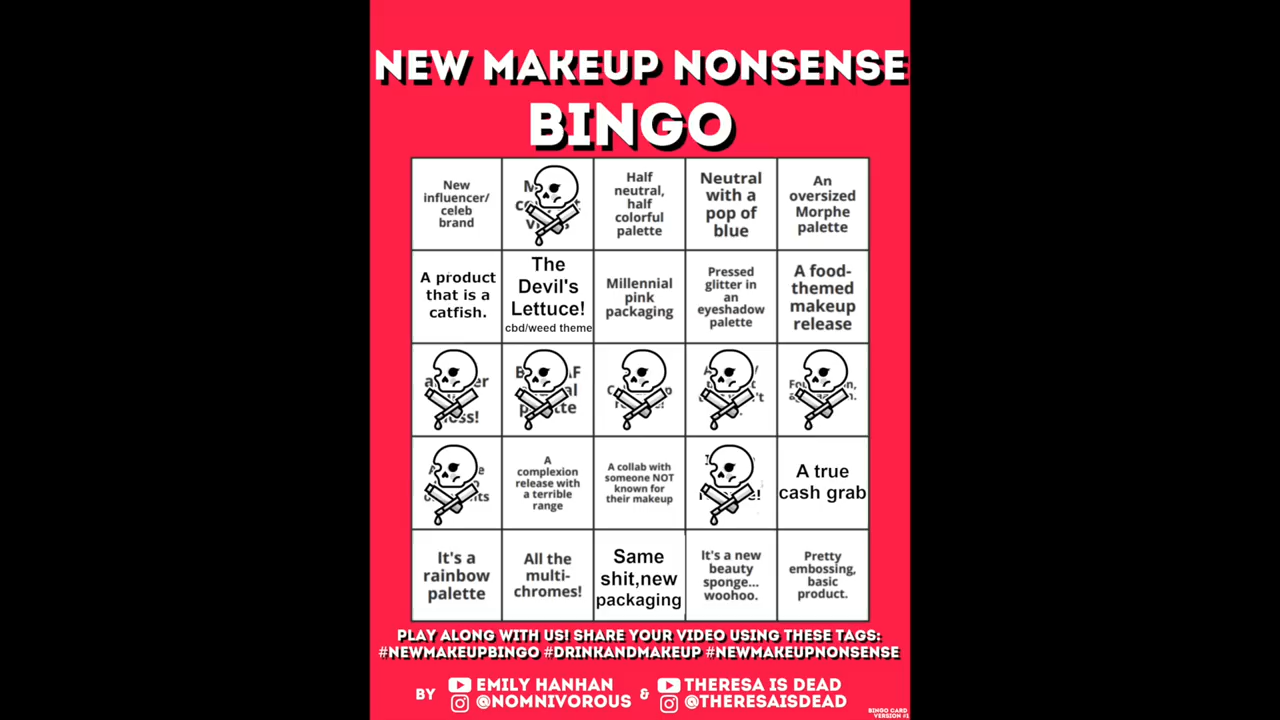 NEW MAKEUP NONSENSE
BINGO
New
influencer/
celeb
brand
Half
neutral,
half
colorful
palette
Neutral
with a
pop of
blue
An
oversized
Morphe
palette
A product
that is a
catfish.
The
Devil's
Lettuce!
cbd/weed theme
Millennial
pink
packaging
Pressed
glitter in
an
eyeshadow
palette
A food-
themed
makeup
release
A
complexion
release with
a terrible
range
A collab with
someone NOT
known for
their makeup
A true
cash grab
It's a
rainbow
palette
All the
multi-
chromes!
Same
shit,new
packaging
It's a new
beauty
sponge...
woohoo.
Pretty
embossing,
basic
product.
PLAY ALONG WITH US! SHARE YOUR VIDEO USING THESE TAGS:
#NEWMAKEUPBINGO #DRINKANDMAKEUP #NEWMAKEUPNONSENSE
BY EMILY HANHAN & THERESA IS DEAD
@NOMNIVOROUS @THERESAISDEAD
BINGO CARD
VERSION #1